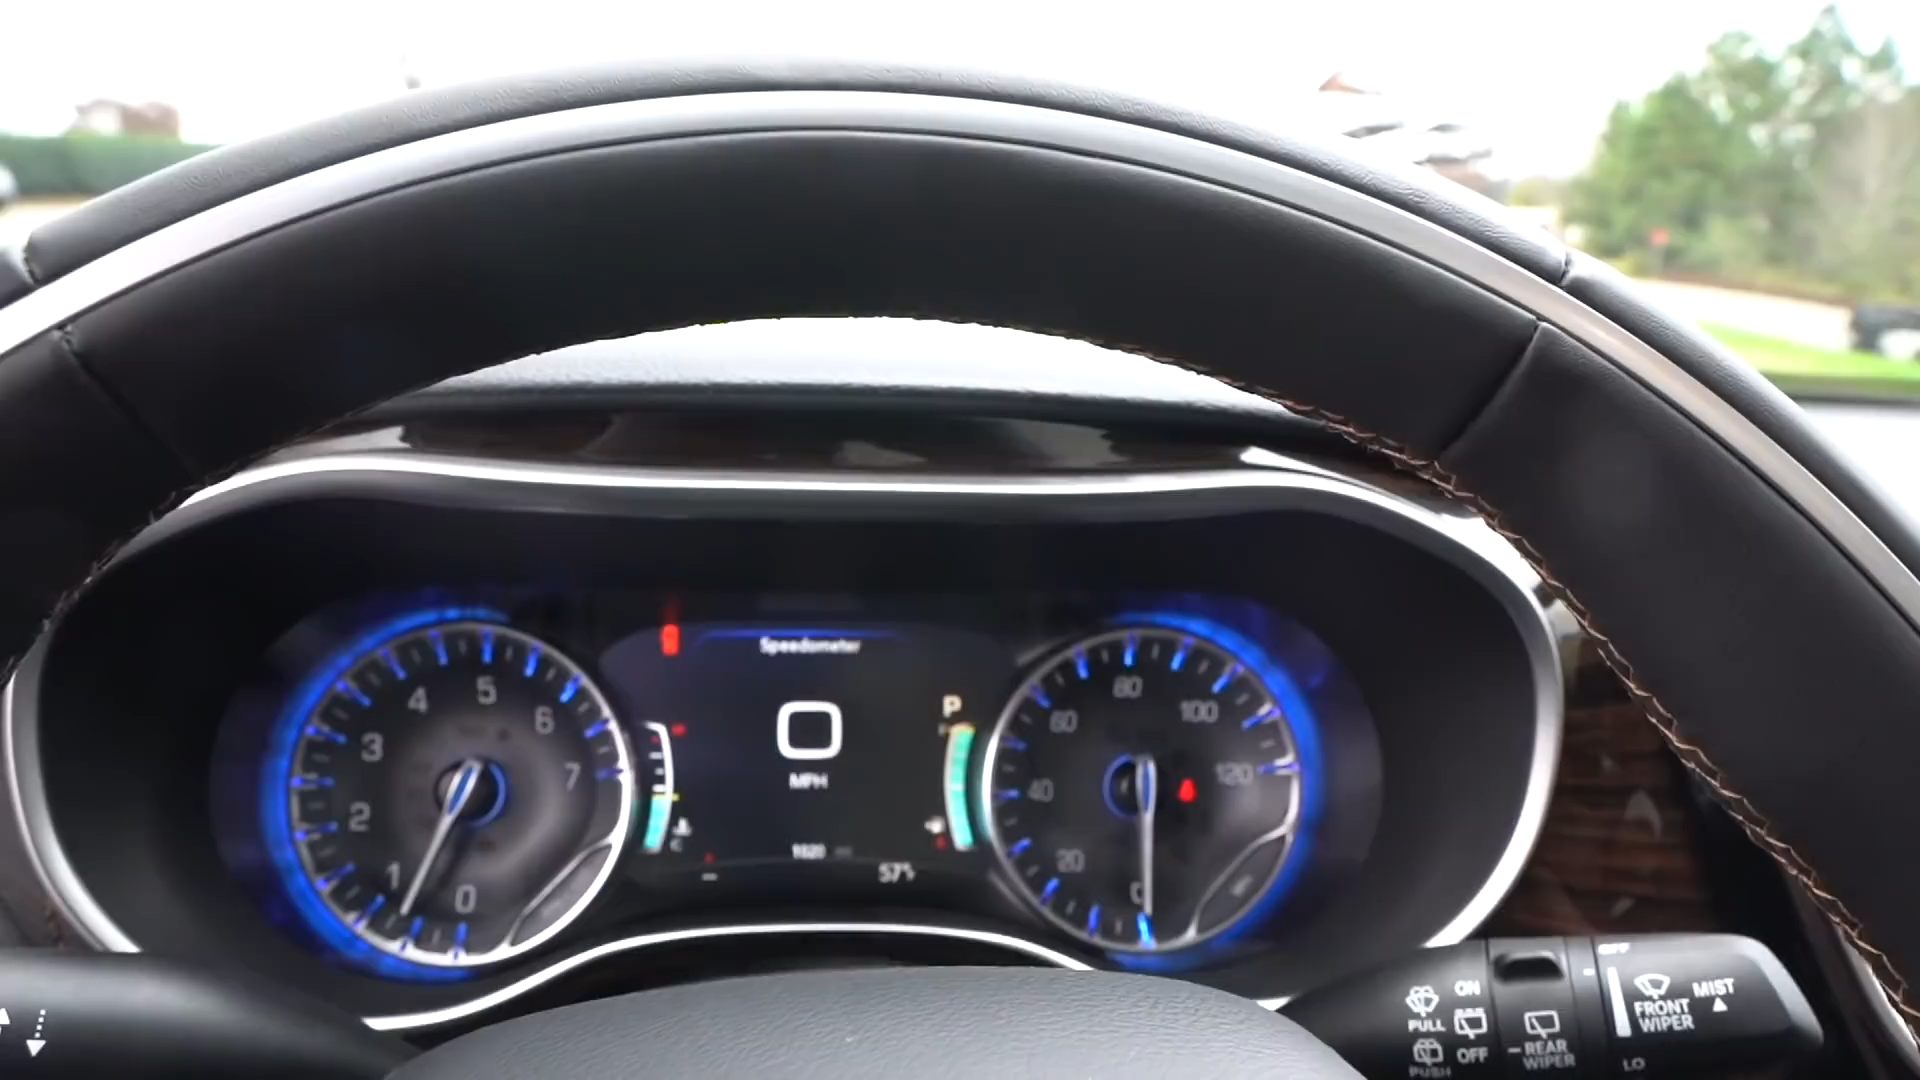 Speedometer
0
MPH
57°F
P
0
1
2
3
4
5
6
7
C
0
20
40
60
80
100
120
PULL
ON
OFF
PUSH
REAR
WIPER
OFF
FRONT
WIPER
MIST
LO